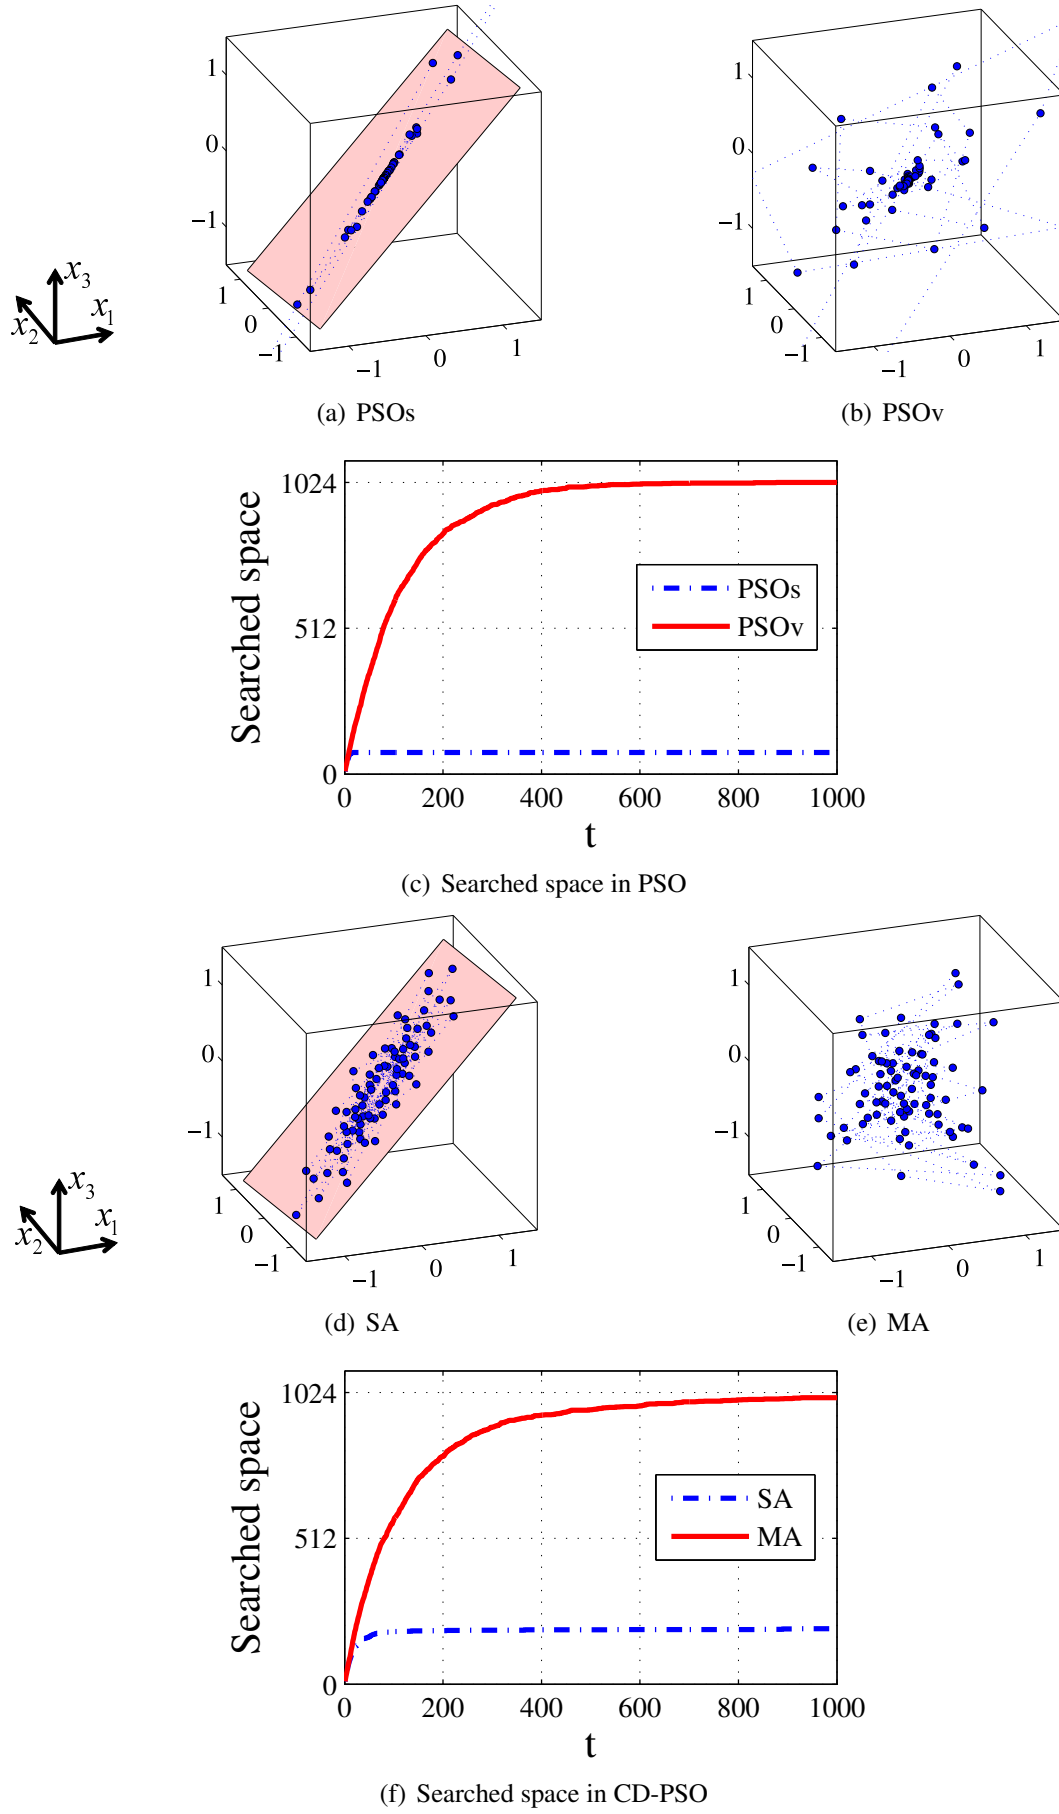 1
0
−1
1
0
−1
−1
0
1
x3
x1
x2
(a) PSOs
1
0
−1
1
0
−1
−1
0
1
(b) PSOv
Searched space
1024
512
0
PSOs
PSOv
0 200 400 600 800 1000
t
(c) Searched space in PSO
1
0
−1
1
0
−1
−1
0
1
x3
x1
x2
(d) SA
1
0
−1
1
0
−1
−1
0
1
(e) MA
Searched space
1024
512
0
SA
MA
0 200 400 600 800 1000
t
(f) Searched space in CD-PSO